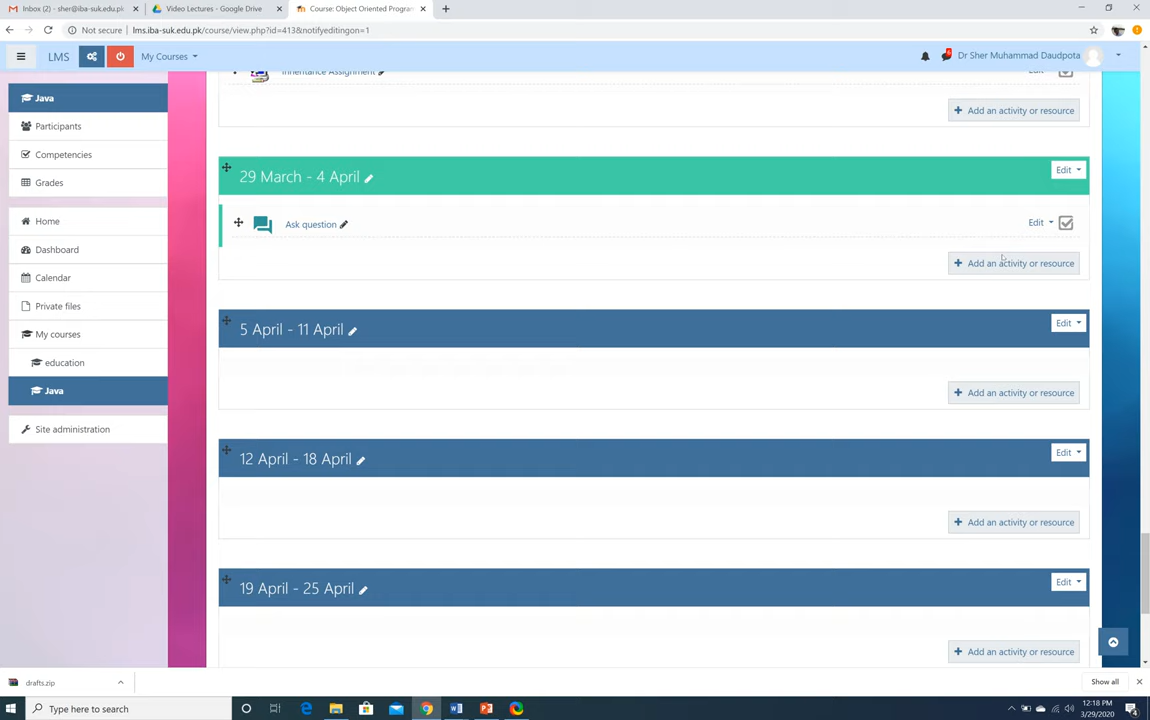 Inbox (2) - sher@iba-suk.edu.pk
Video Lectures - Google Drive
Course: Object Oriented Program
Not secure
lms.iba-suk.edu.pk/course/view.php?id=413&notifyeditingon=1
LMS
My Courses
Dr Sher Muhammad Daudpota
Java
Participants
Competencies
Grades
Home
Dashboard
Calendar
Private files
My courses
education
Java
Site administration
Inheritance Assignment
Edit
Add an activity or resource
29 March - 4 April
Edit
Ask question
Edit
Add an activity or resource
5 April - 11 April
Edit
Add an activity or resource
12 April - 18 April
Edit
Add an activity or resource
19 April - 25 April
Edit
Add an activity or resource
drafts.zip
Show all
Type here to search
12:18 PM
3/29/2020